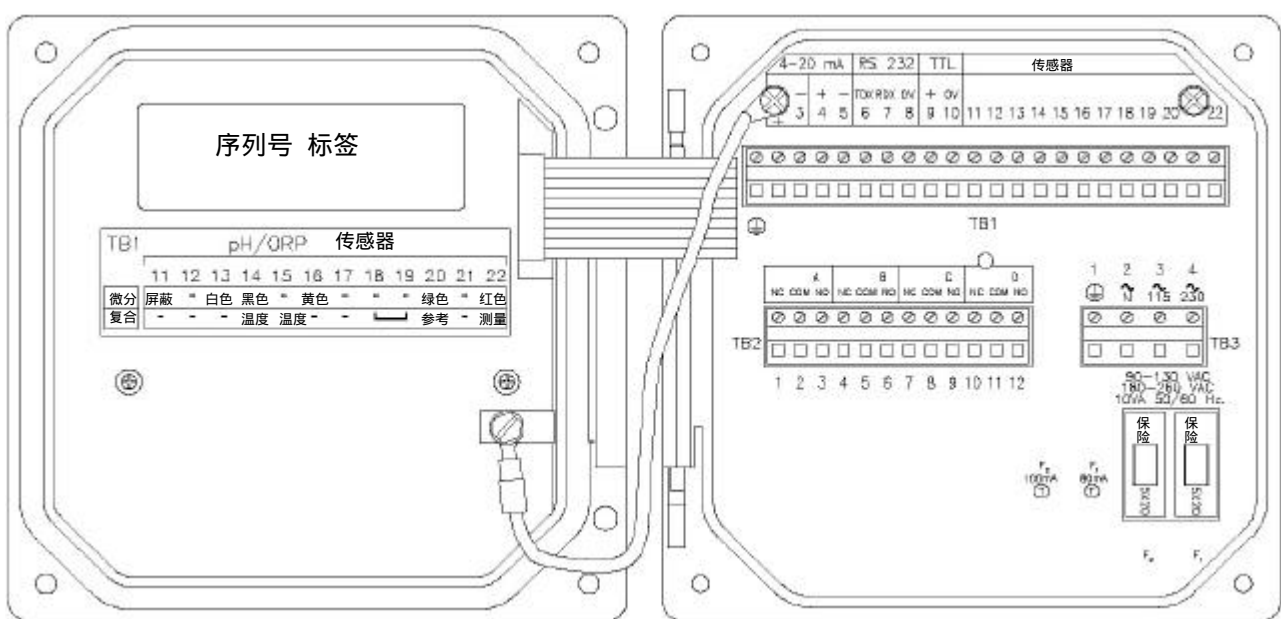 序列号 标签
TB1 pH/ORP 传感器
11 12 13 14 15 16 17 18 19 20 21 22
微分 屏蔽 - 白色 黑色 - 黄色 - - - 绿色 - 红色
复合 - - - 温度 温度 - - 参考 - 测量
4-20 mA RS 232 TTL 传感器
- + - TDX RDX 0V + 0V
3 4 5 6 7 8 9 10 11 12 13 14 15 16 17 18 19 20 22
TB1
A B C D
NC COM NO NC COM NO NC COM NO NC COM NO
TB2
1 2 3 4 5 6 7 8 9 10 11 12
1 2 3 4
N 115 230
TB3
90-130 VAC
180-260 VAC
10VA 50/60 Hz.
保险 保险
100mA 80mA
T T
5X20 5X20